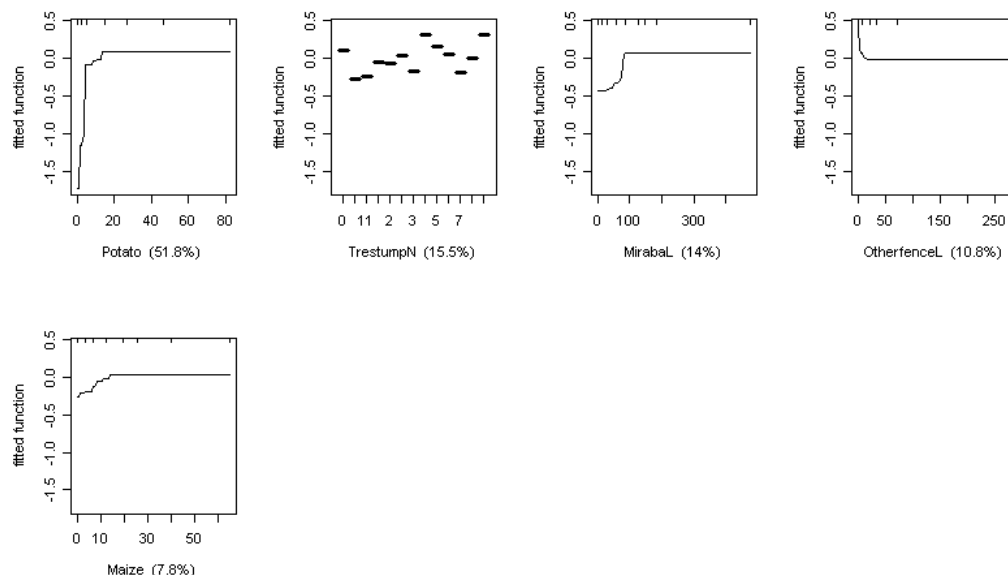 0.5
0.0
-0.5
-1.0
-1.5
fitted function
0 20 40 60 80
Potato (51.8%)
0.5
0.0
-0.5
-1.0
-1.5
fitted function
0 11 2 3 5 7
TrestumpN (15.5%)
0.5
0.0
-0.5
-1.0
-1.5
fitted function
0 100 300
MirabaL (14%)
0.5
0.0
-0.5
-1.0
-1.5
fitted function
0 50 150 250
OtherfenceL (10.8%)
0.5
0.0
-0.5
-1.0
-1.5
fitted function
0 10 30 50
Maize (7.8%)